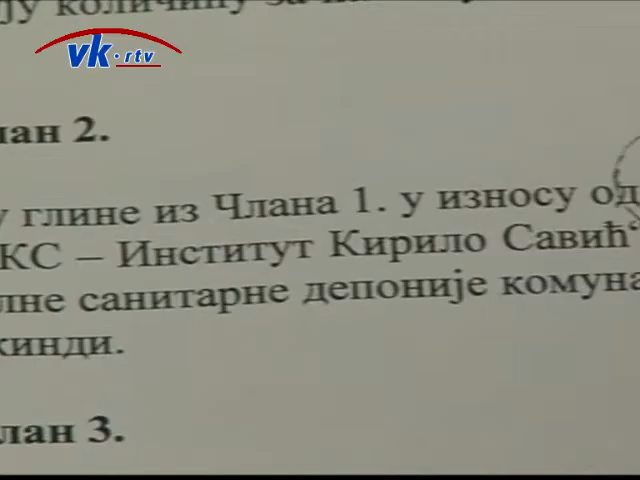 ју количину за
vk·rtv
лан 2.
у глине из Члана 1. у износу од
КС – Институт Кирило Савић“
лне санитарне депоније комуна
кинди.
лан 3.